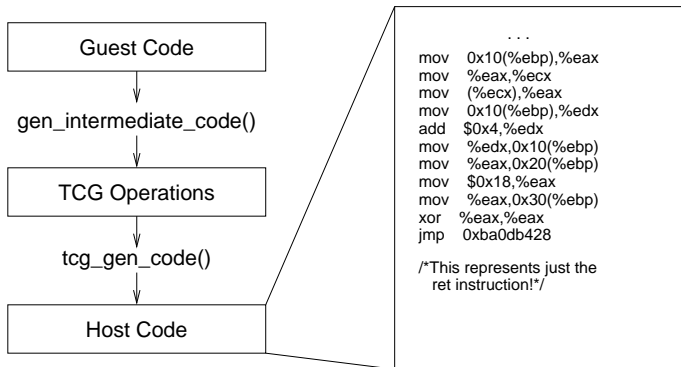 Guest Code
gen_intermediate_code()
TCG Operations
tcg_gen_code()
Host Code
. . .
mov 0x10(%ebp),%eax
mov %eax,%ecx
mov (%ecx),%eax
mov 0x10(%ebp),%edx
add $0x4,%edx
mov %edx,0x10(%ebp)
mov %eax,0x20(%ebp)
mov $0x18,%eax
mov %eax,0x30(%ebp)
xor %eax,%eax
jmp 0xba0db428
/*This represents just the
ret instruction!*/